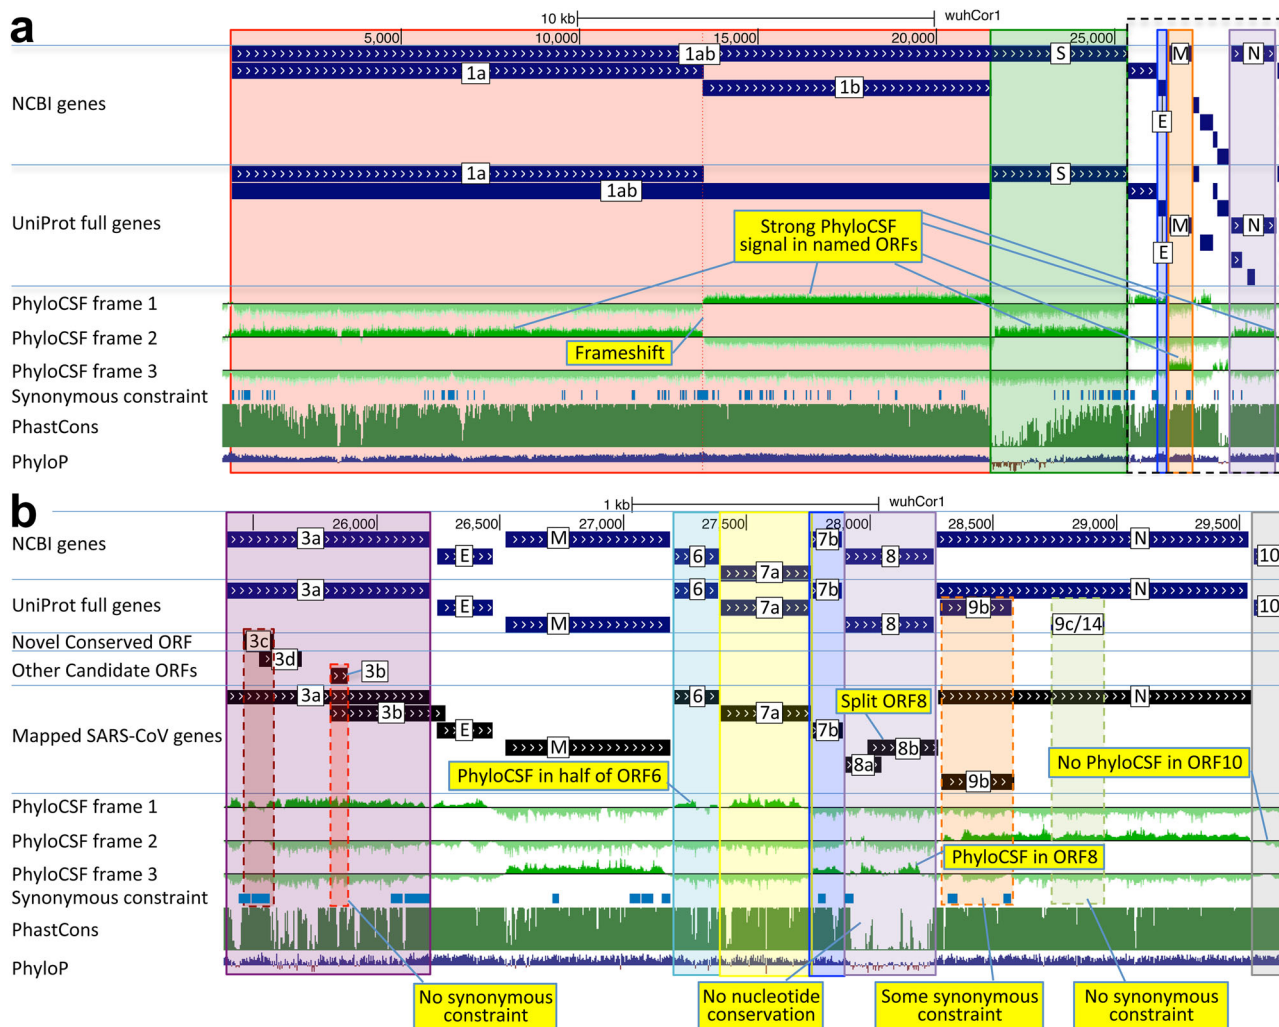 a
10 kb wuhCor1
5,000 10,000 15,000 20,000 25,000
NCBI genes
1ab S M N
1a
1b
E
UniProt full genes
1a S
1ab
M N
E
Strong PhyloCSF
signal in named ORFs
PhyloCSF frame 1
PhyloCSF frame 2
Frameshift
PhyloCSF frame 3
Synonymous constraint
PhastCons
PhyloP
b
1 kb wuhCor1
26,000 26,500 27,000 27,500 28,000 28,500 29,000 29,500
NCBI genes
3a M 7b N
E 6 8 10
7a
UniProt full genes
3a 6 7b N
E 7a 9b 10
M 8 9c/14
Novel Conserved ORF
3c
3d
Other Candidate ORFs
3b
Mapped SARS-CoV genes
3a 6 N
3b 7a
E 7b
M 8b
8a
9b
Split ORF8
PhyloCSF in half of ORF6
No PhyloCSF in ORF10
PhyloCSF frame 1
PhyloCSF frame 2
PhyloCSF in ORF8
PhyloCSF frame 3
Synonymous constraint
PhastCons
PhyloP
No synonymous
constraint
No nucleotide
conservation
Some synonymous
constraint
No synonymous
constraint